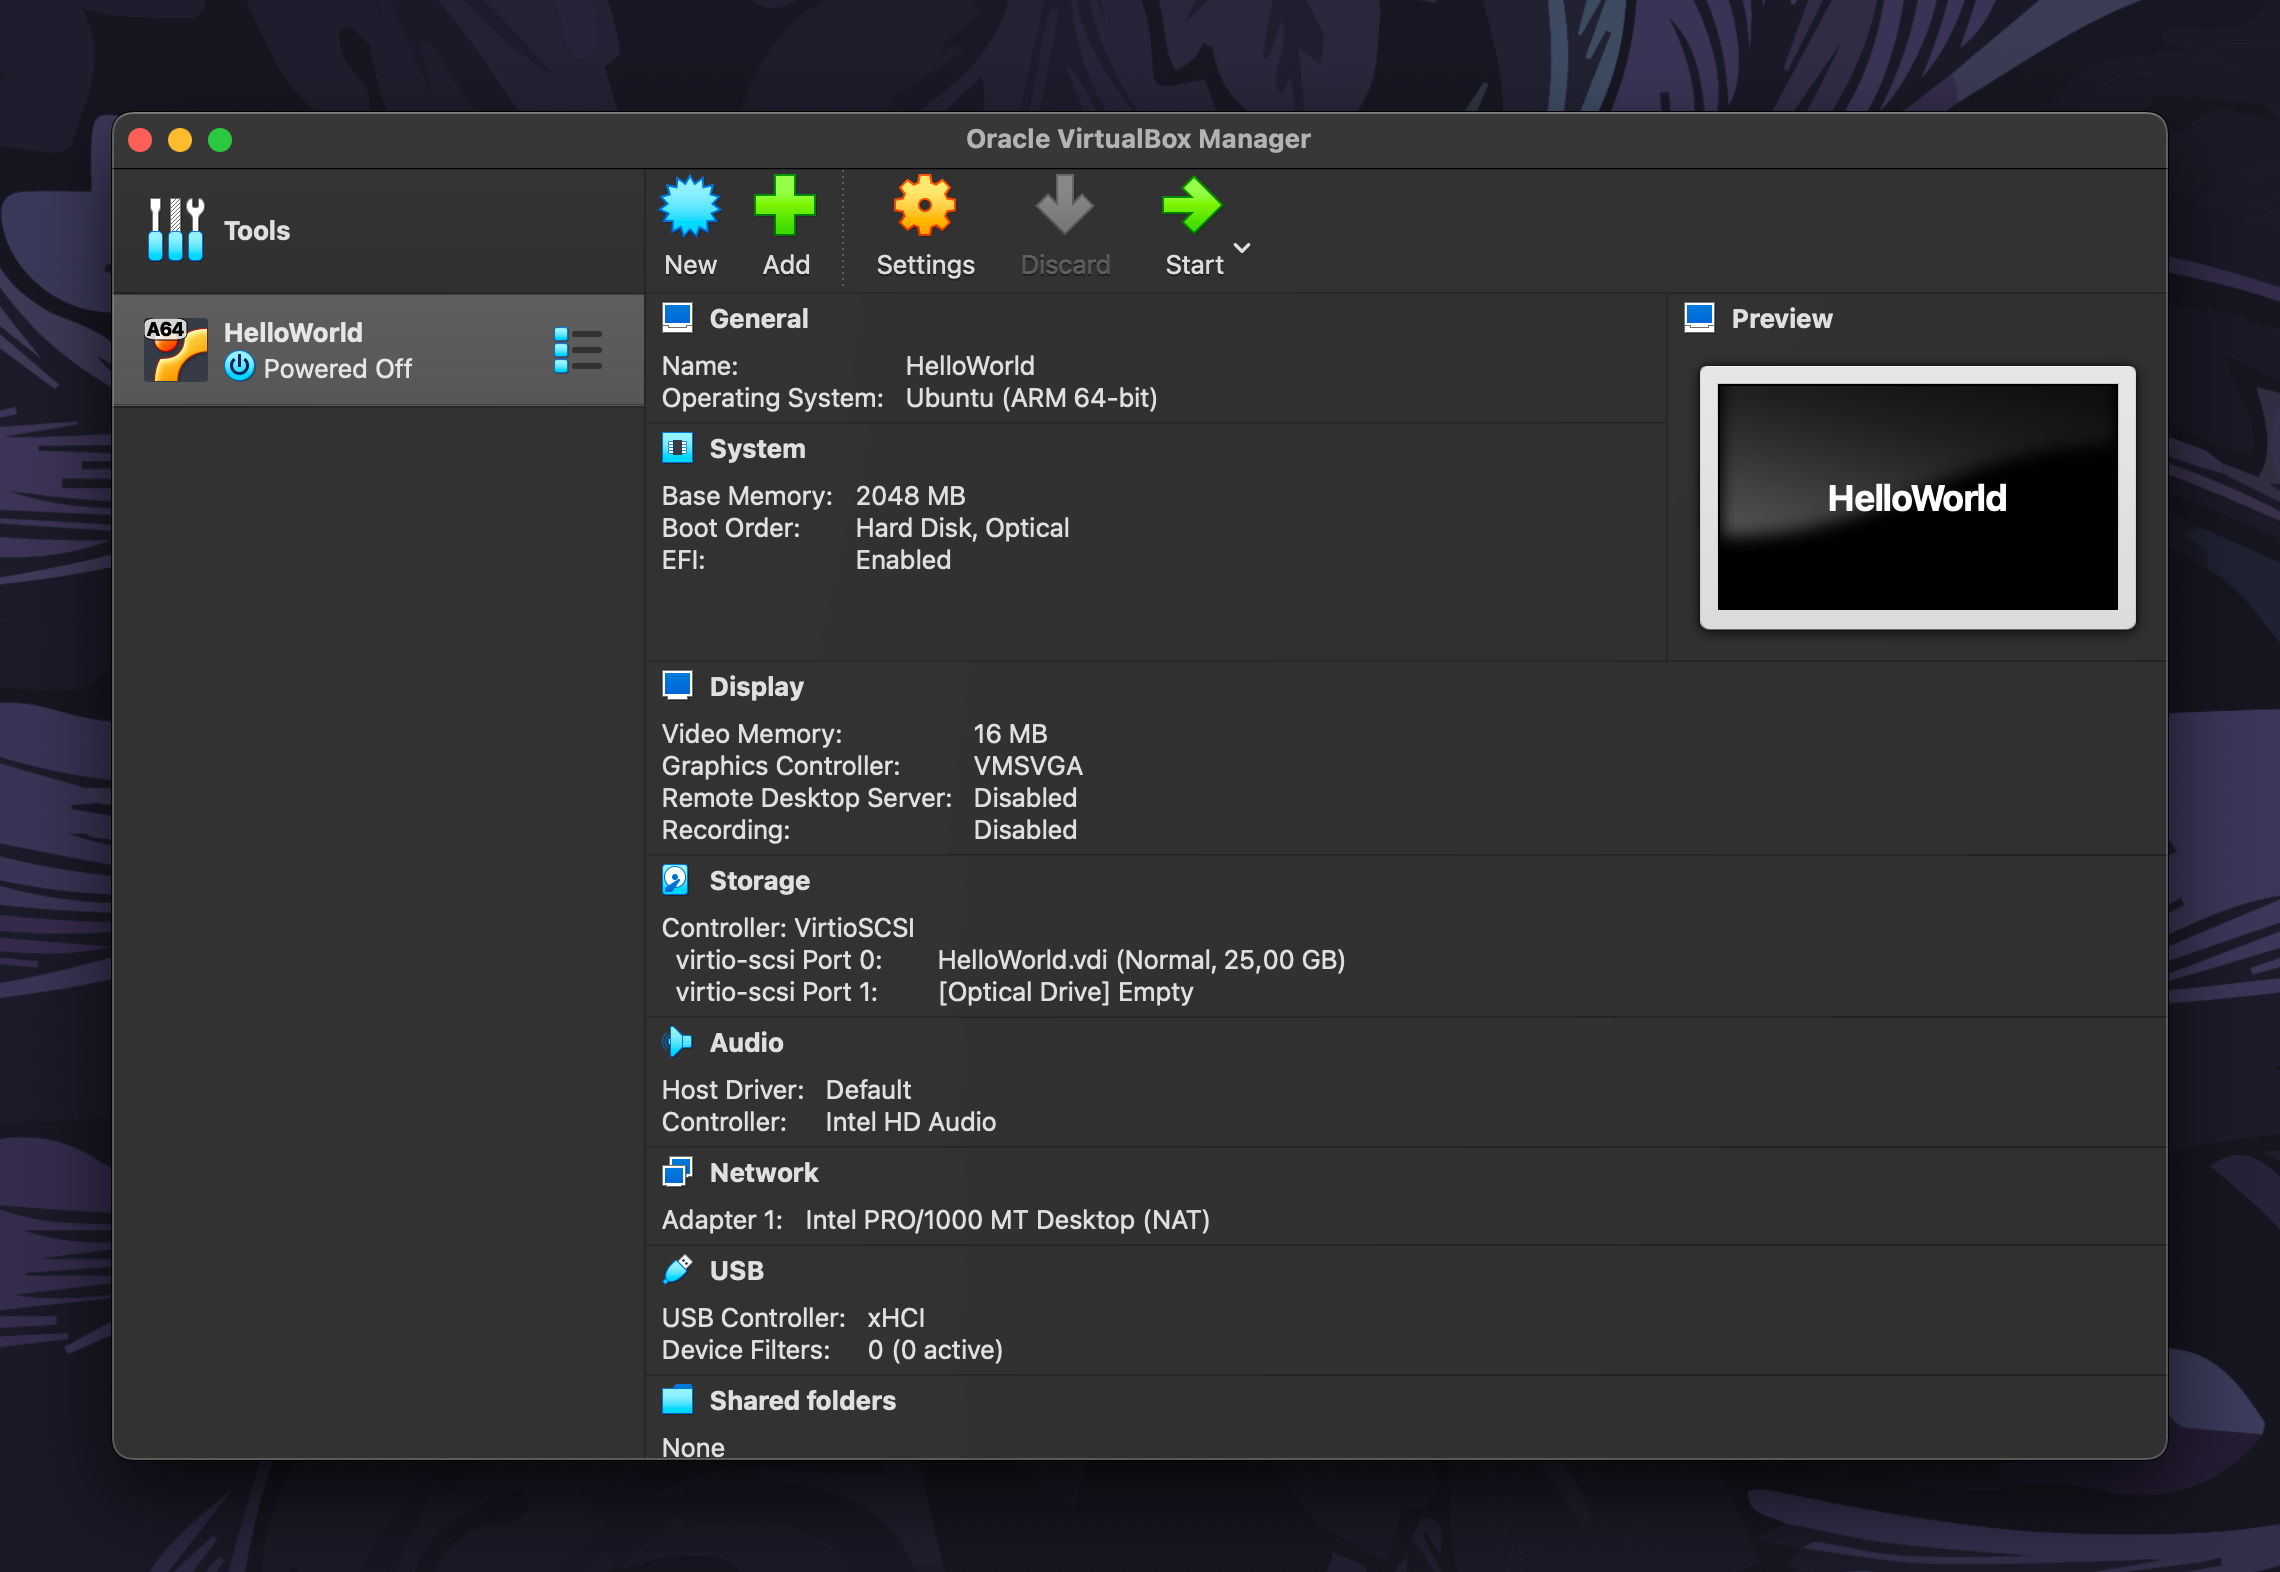 Oracle VirtualBox Manager
Tools
New
Add
Settings
Discard
Start
A64
HelloWorld
Powered Off
General
Name: HelloWorld
Operating System: Ubuntu (ARM 64-bit)
Preview
HelloWorld
System
Base Memory: 2048 MB
Boot Order: Hard Disk, Optical
EFI: Enabled
Display
Video Memory: 16 MB
Graphics Controller: VMSVGA
Remote Desktop Server: Disabled
Recording: Disabled
Storage
Controller: VirtioSCSI
virtio-scsi Port 0: HelloWorld.vdi (Normal, 25,00 GB)
virtio-scsi Port 1: [Optical Drive] Empty
Audio
Host Driver: Default
Controller: Intel HD Audio
Network
Adapter 1: Intel PRO/1000 MT Desktop (NAT)
USB
USB Controller: xHCI
Device Filters: 0 (0 active)
Shared folders
None